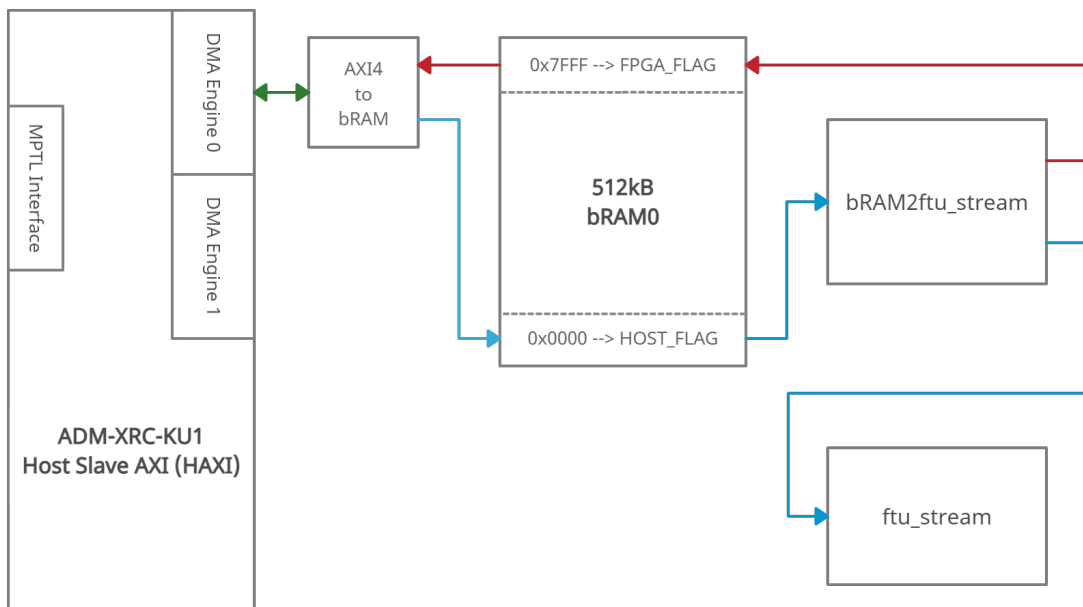 DMA Engine 0
MPTL Interface
DMA Engine 1
ADM-XRC-KU1
Host Slave AXI (HAXI)
AXI4
to
bRAM
0x7FFF --> FPGA_FLAG
512kB
bRAM0
0x0000 --> HOST_FLAG
bRAM2ftu_stream
ftu_stream